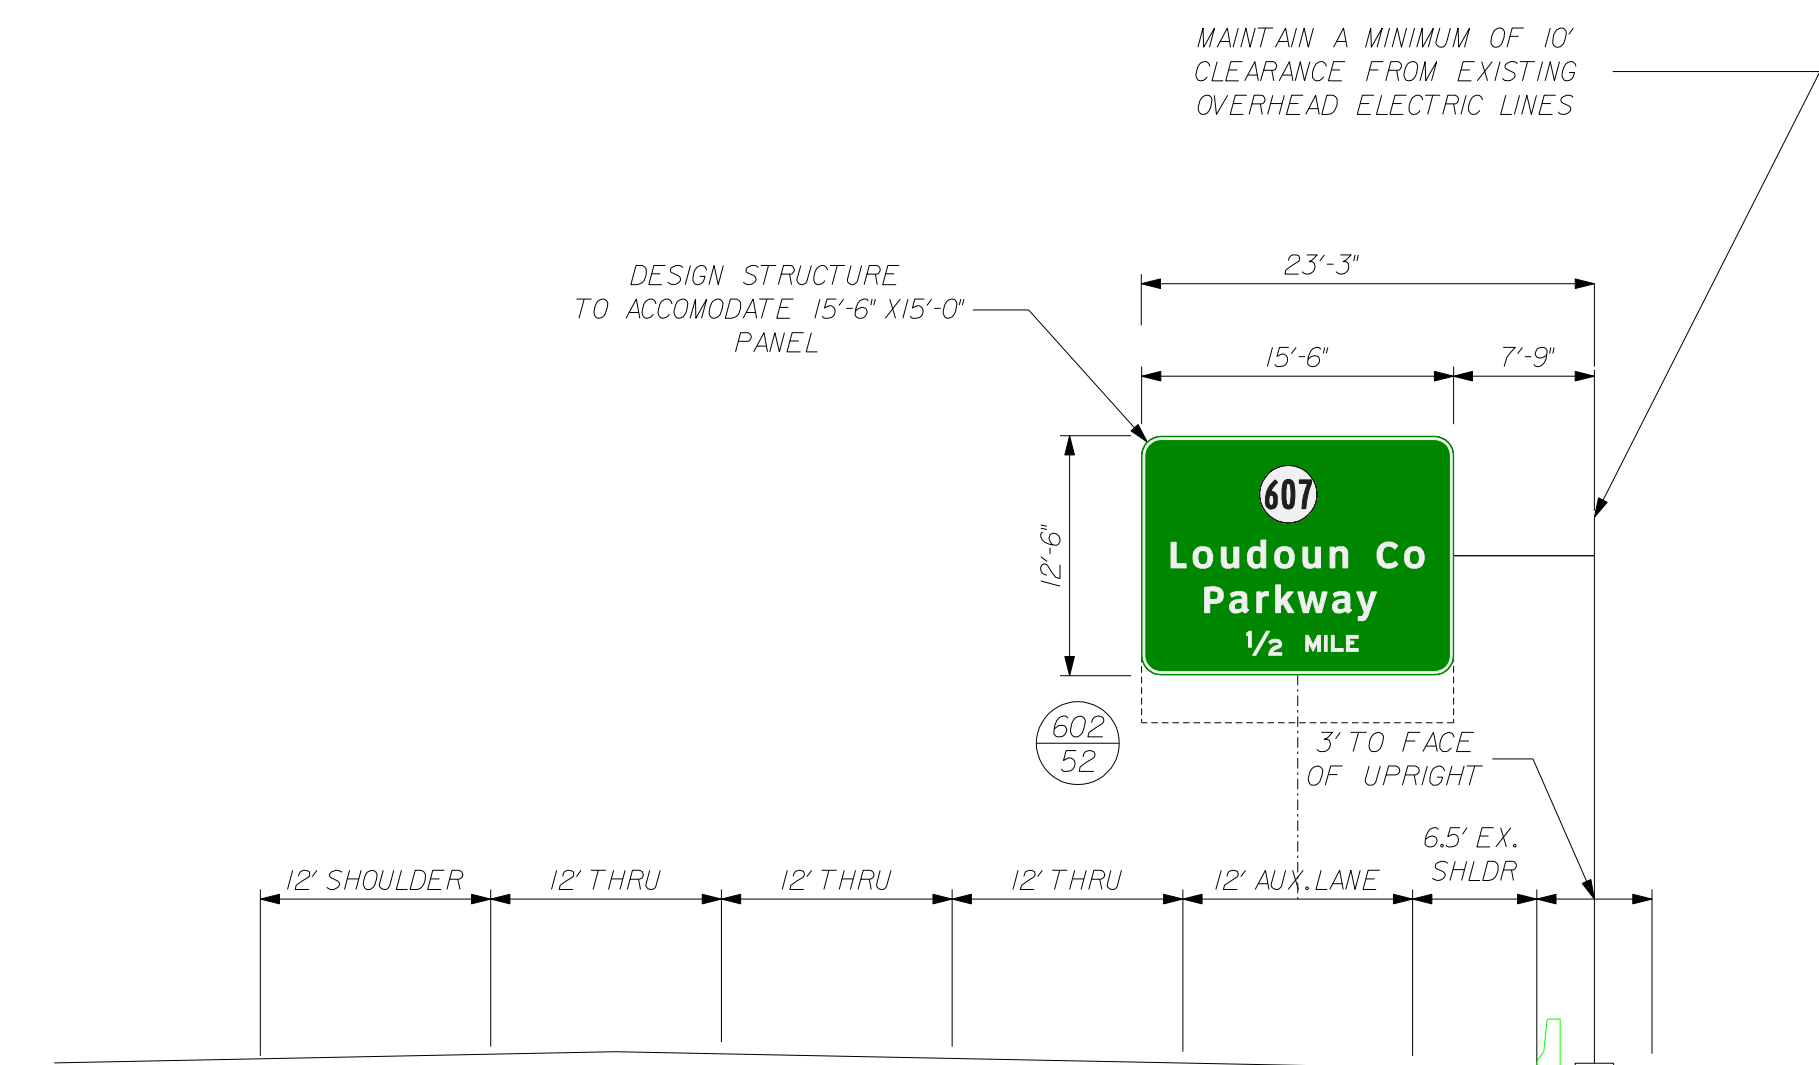 MAINTAIN A MINIMUM OF 10'
CLEARANCE FROM EXISTING
OVERHEAD ELECTRIC LINES
23'-3"
DESIGN STRUCTURE
TO ACCOMODATE 15'-6" X15'-0"
PANEL
15'-6"
7'-9"
12'-6"
607
Loudoun Co
Parkway
1/2 MILE
602
52
3' TO FACE
OF UPRIGHT
6.5' EX.
SHLDR
12' SHOULDER
12' THRU
12' THRU
12' THRU
12' AUX. LANE